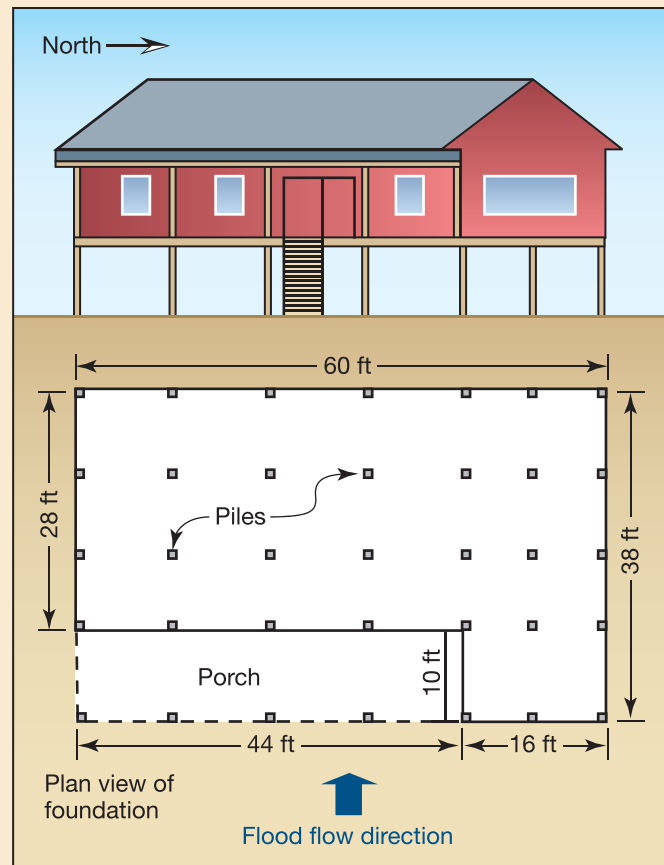 North
60 ft
28 ft
Piles
38 ft
Porch
10 ft
44 ft
16 ft
Plan view of
foundation
Flood flow direction